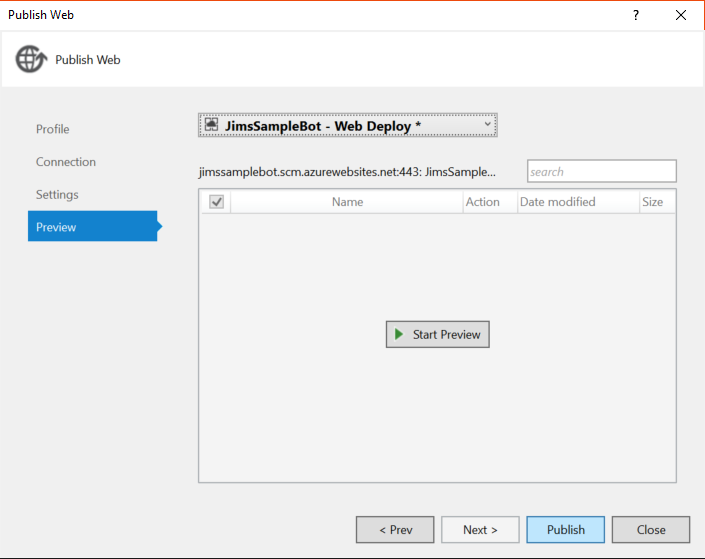 Publish Web
? 
Publish Web
Profile
Connection
Settings
Preview
JimsSampleBot - Web Deploy *
jimssamplebot.scm.azurewebsites.net:443: JimsSample...
search
Name Action Date modified Size
Start Preview
< Prev Next > Publish Close